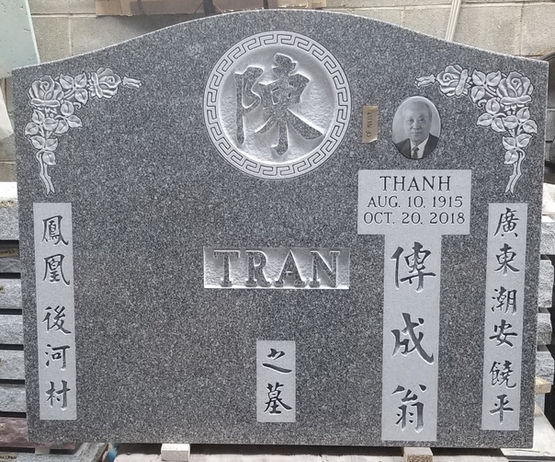 陳
THANH
AUG. 10, 1915
OCT. 20, 2018
TRAN
廣東潮安饒平
傳成翁
之墓
鳳凰後河村